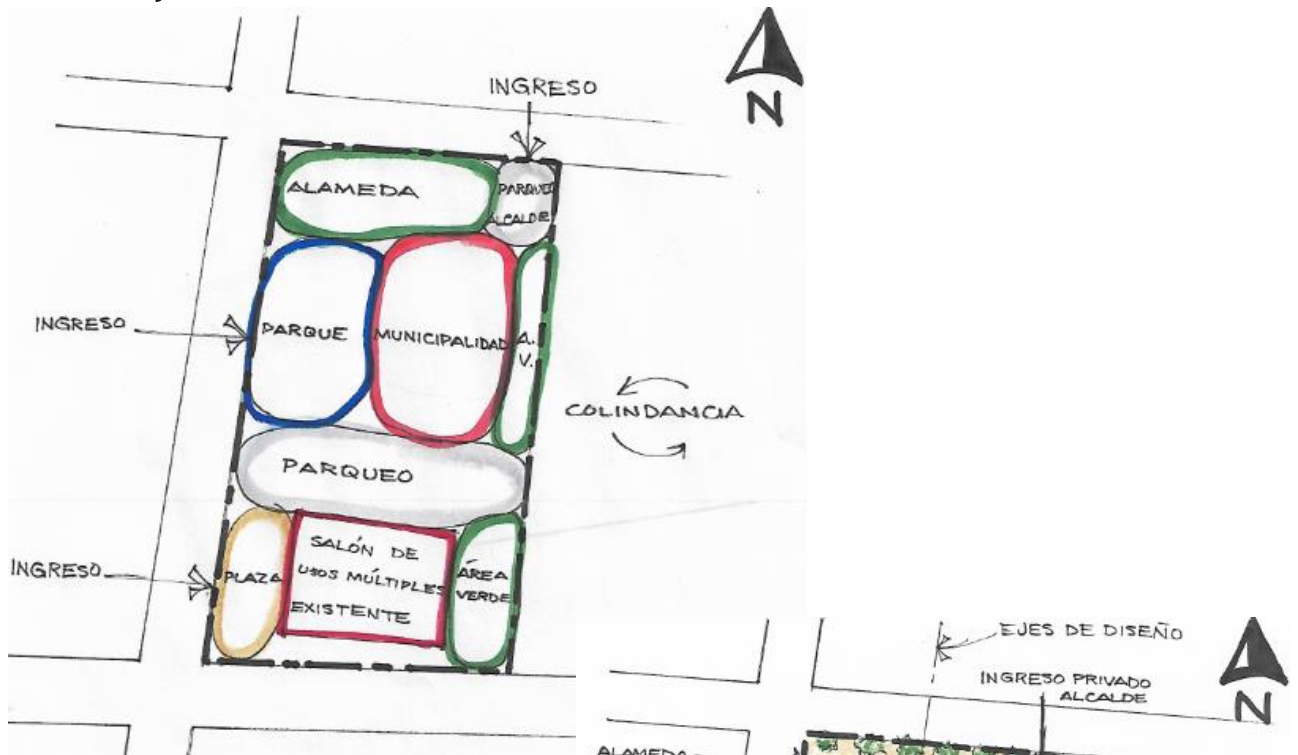 INGRESO
N
ALAMEDA
PARQUEO
ALCALDE
INGRESO
PARQUE
MUNICIPALIDAD
A.
V.
COLINDANCIA
PARQUEO
INGRESO
PLAZA
SALÓN DE
USOS MÚLTIPLES
EXISTENTE
ÁREA
VERDE
EJES DE DISEÑO
INGRESO PRIVADO
ALCALDE
N
ALAMEDA